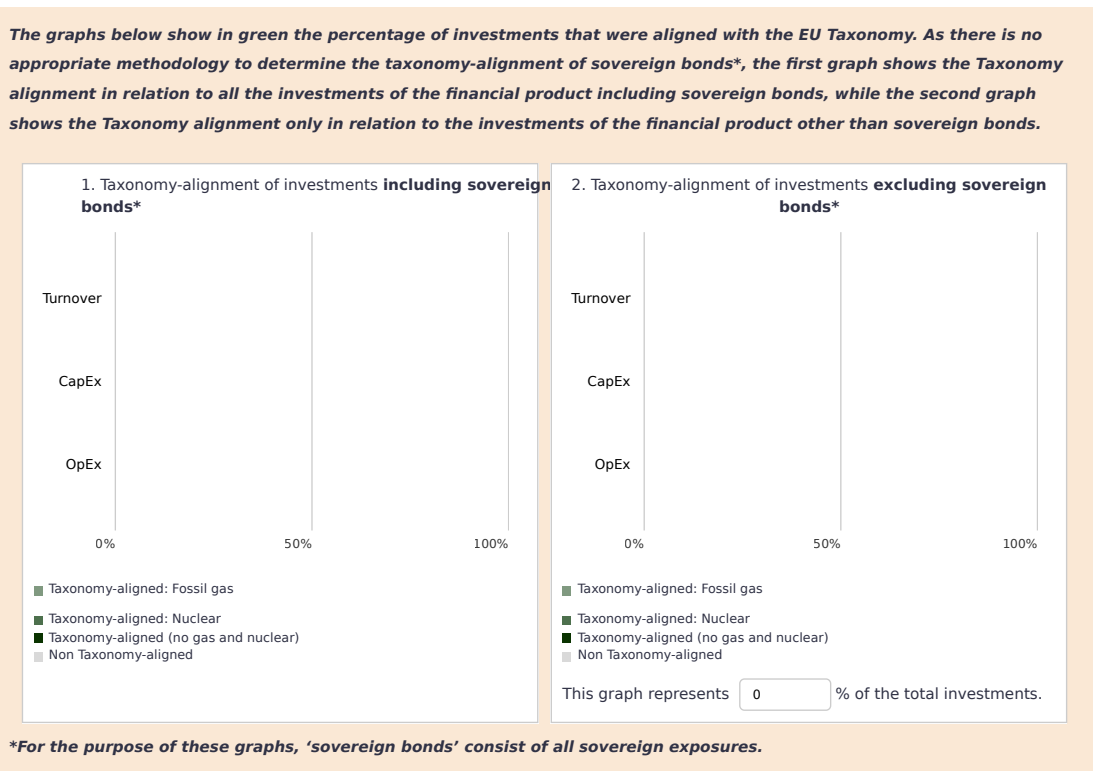 The graphs below show in green the percentage of investments that were aligned with the EU Taxonomy. As there is no
appropriate methodology to determine the taxonomy-alignment of sovereign bonds*, the first graph shows the Taxonomy
alignment in relation to all the investments of the financial product including sovereign bonds, while the second graph
shows the Taxonomy alignment only in relation to the investments of the financial product other than sovereign bonds.
1. Taxonomy-alignment of investments including sovereign
bonds*
Turnover
CapEx
OpEx
0% 50% 100%
Taxonomy-aligned: Fossil gas
Taxonomy-aligned: Nuclear
Taxonomy-aligned (no gas and nuclear)
Non Taxonomy-aligned
2. Taxonomy-alignment of investments excluding sovereign
bonds*
Turnover
CapEx
OpEx
0% 50% 100%
Taxonomy-aligned: Fossil gas
Taxonomy-aligned: Nuclear
Taxonomy-aligned (no gas and nuclear)
Non Taxonomy-aligned
This graph represents 0 % of the total investments.
*For the purpose of these graphs, ‘sovereign bonds’ consist of all sovereign exposures.